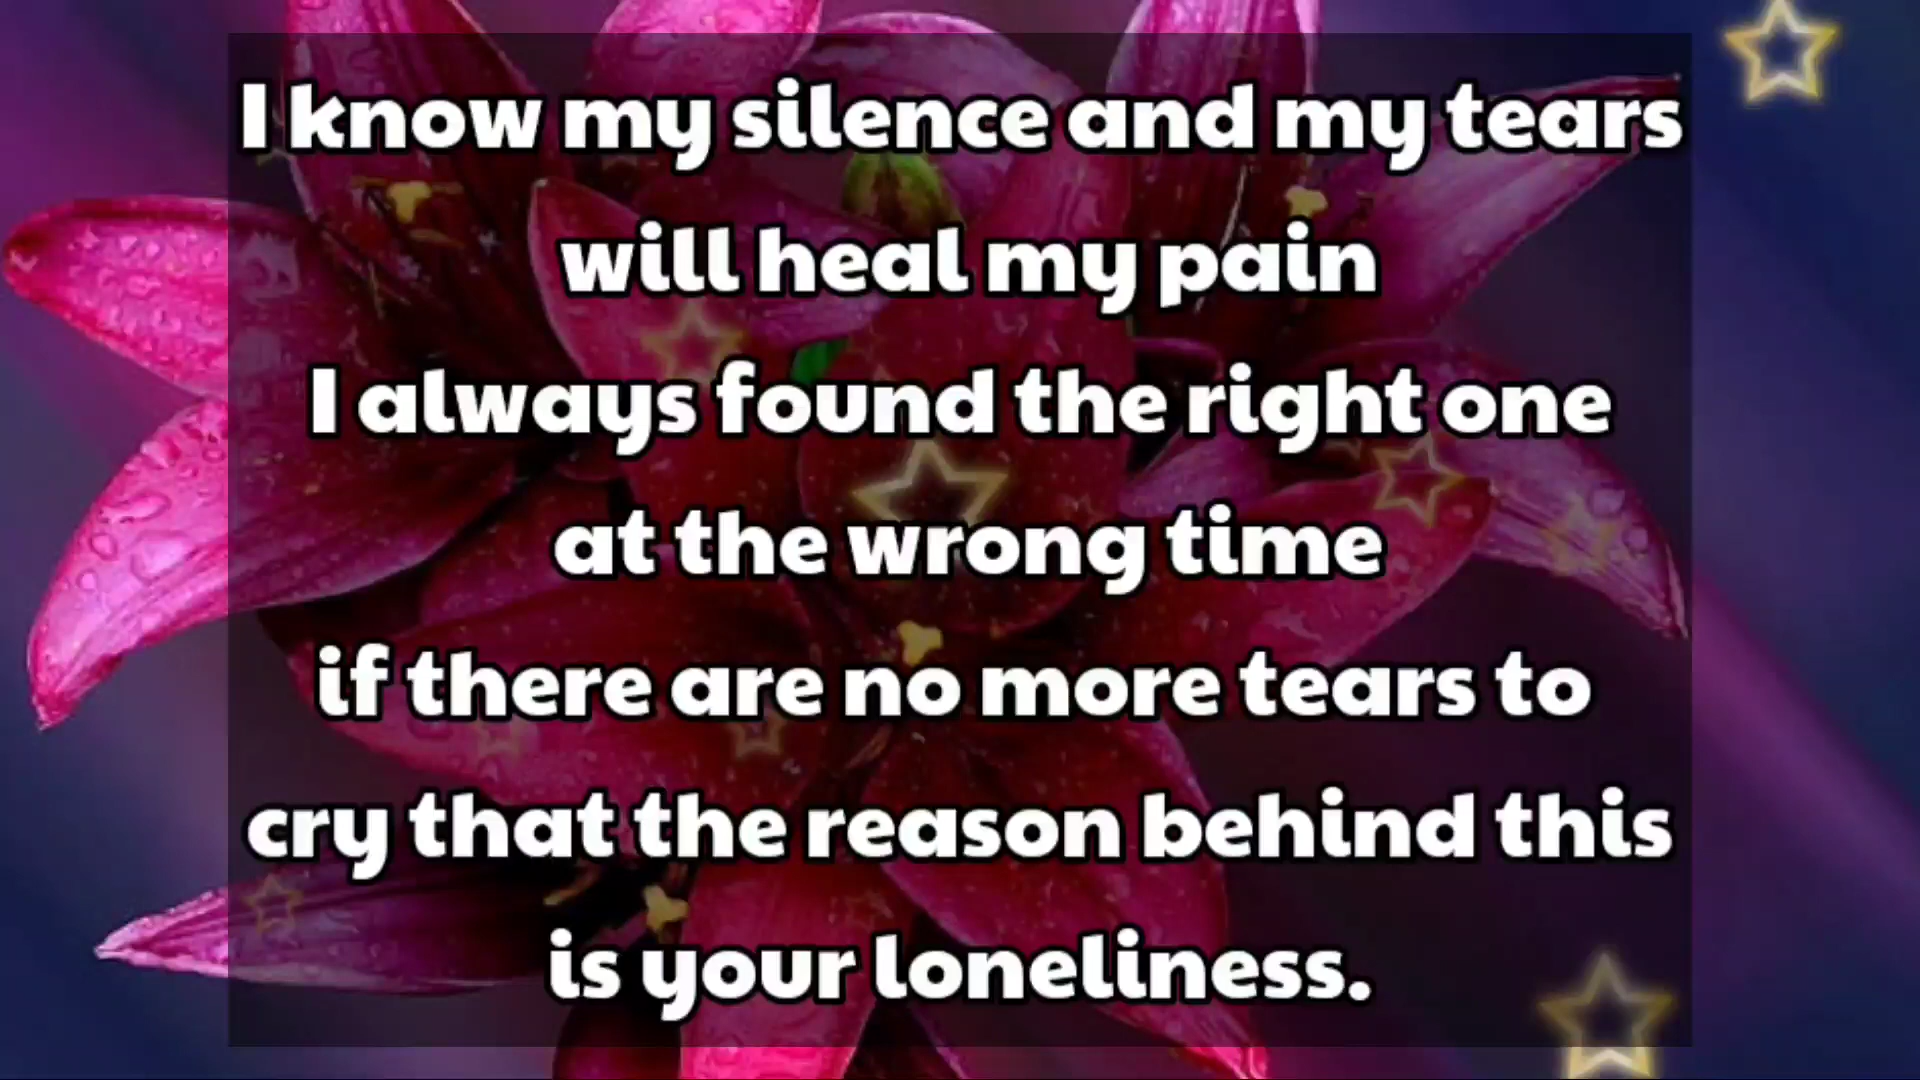 I know my silence and my tears
will heal my pain
I always found the right one
at the wrong time
if there are no more tears to
cry that the reason behind this
is your loneliness.